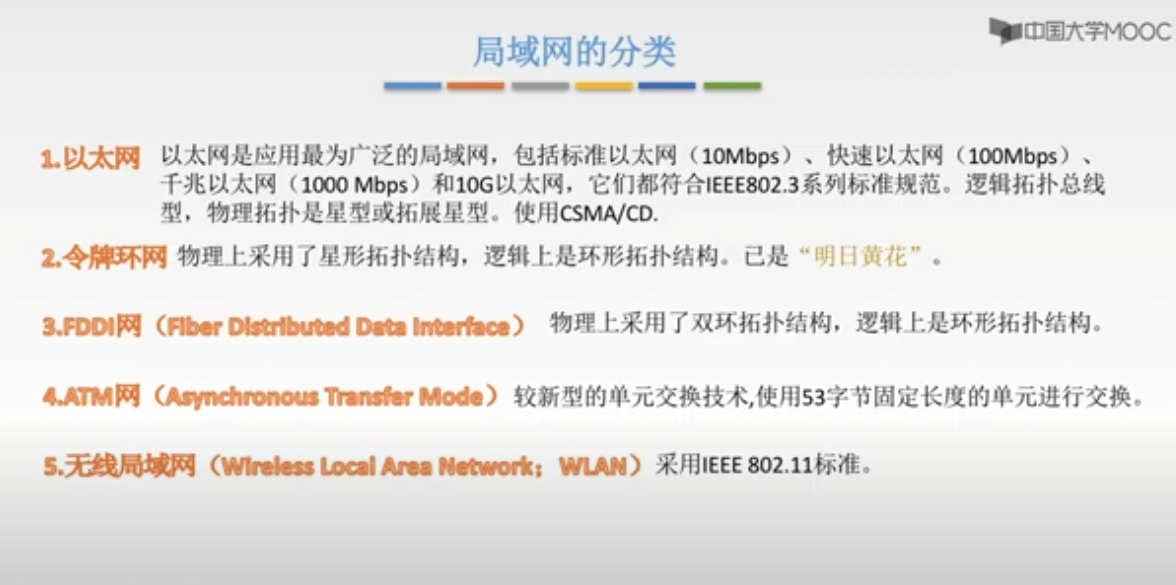 中国大学MOOC
局域网的分类
1.以太网 以太网是应用最为广泛的局域网，包括标准以太网（10Mbps）、快速以太网（100Mbps）、
千兆以太网（1000 Mbps）和10G以太网，它们都符合IEEE802.3系列标准规范。逻辑拓扑总线
型，物理拓扑是星型或拓展星型。使用CSMA/CD.
2.令牌环网 物理上采用了星形拓扑结构，逻辑上是环形拓扑结构。己是“明日黄花”。
3.FDDI网（Fiber Distributed Data Interface） 物理上采用了双环拓扑结构，逻辑上是环形拓扑结构。
4.ATM网（Asynchronous Transfer Mode）较新型的单元交换技术,使用53字节固定长度的单元进行交换。
5.无线局域网（Wireless Local Area Network；WLAN）采用IEEE 802.11标准。